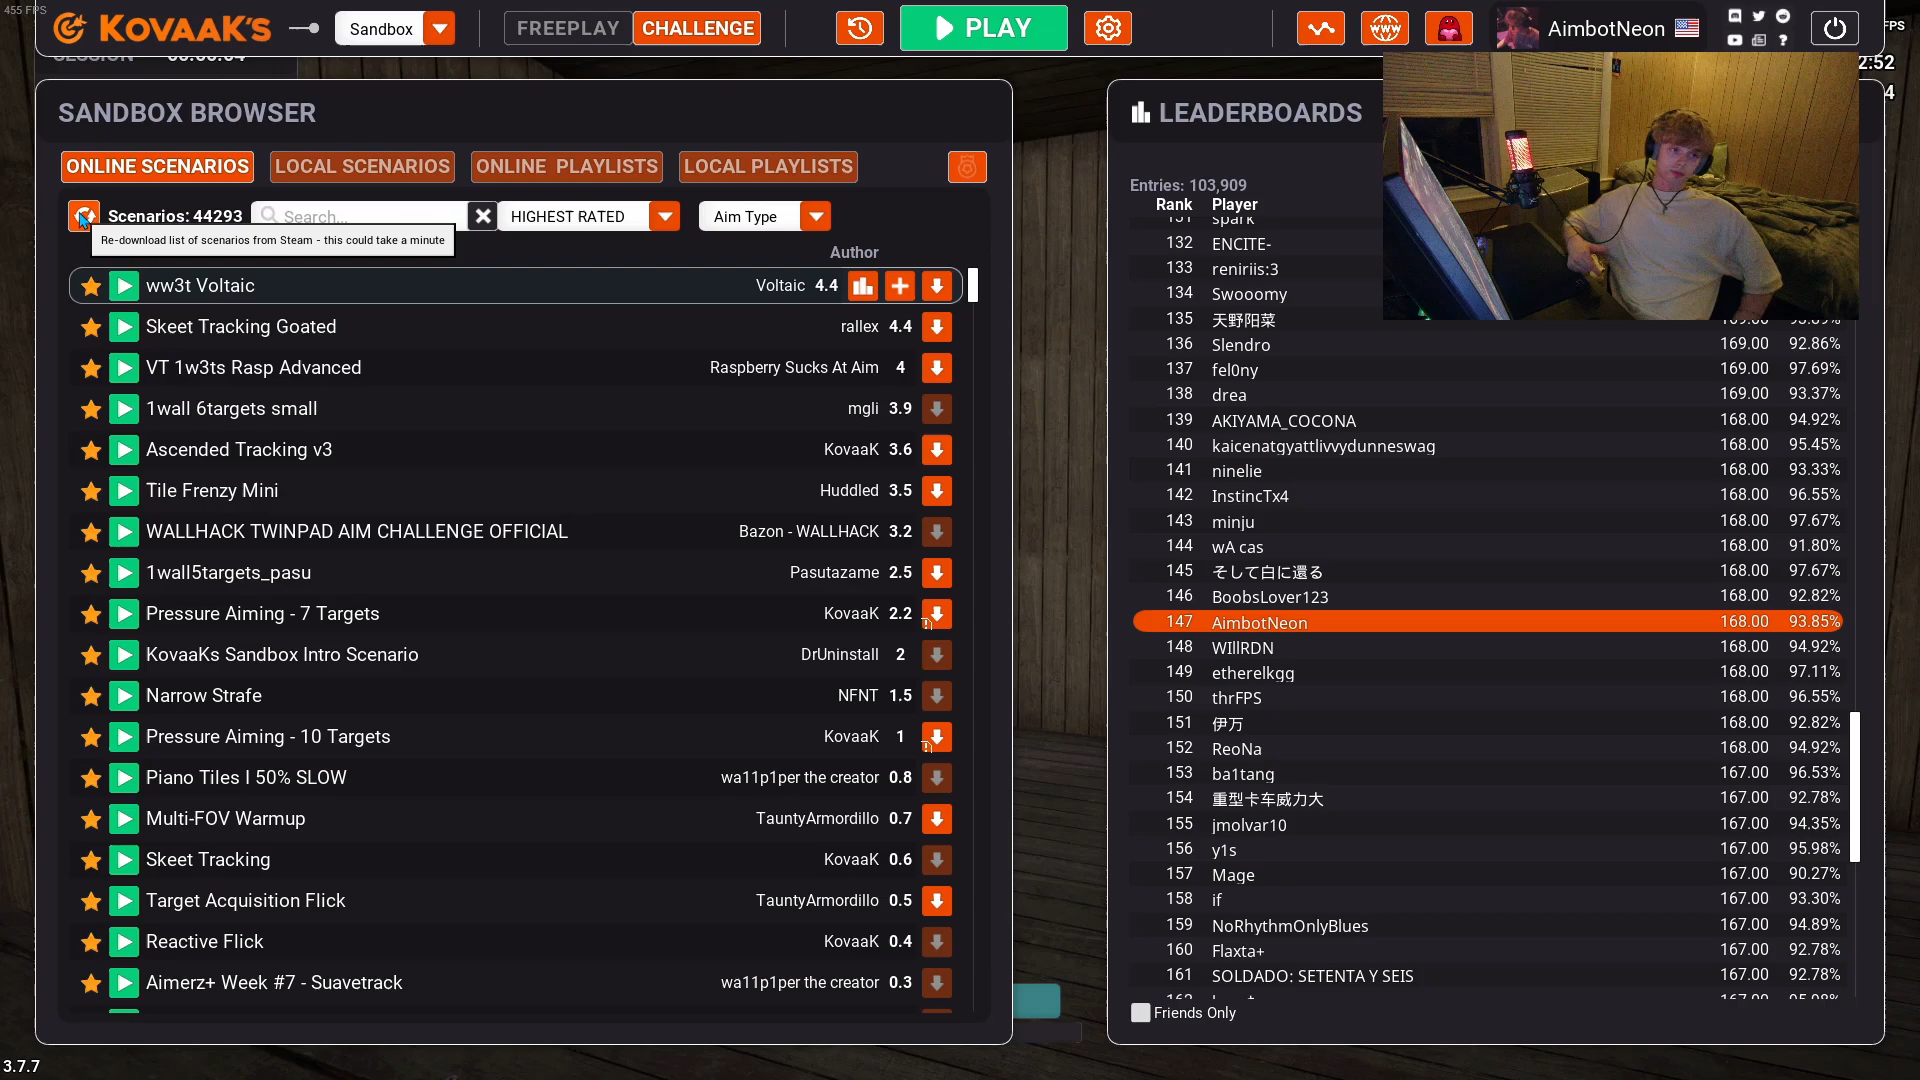 455 FPS
KOVAAK'S
Sandbox
FREEPLAY
CHALLENGE
PLAY
WWW
AimbotNeon
FPS
SESSION
2:52
4
SANDBOX BROWSER
ONLINE SCENARIOS
LOCAL SCENARIOS
ONLINE PLAYLISTS
LOCAL PLAYLISTS
Scenarios: 44293
Search...
HIGHEST RATED
Aim Type
Re-download list of scenarios from Steam - this could take a minute
Author
ww3t Voltaic Voltaic 4.4
Skeet Tracking Goated rallex 4.4
VT 1w3ts Rasp Advanced Raspberry Sucks At Aim 4
1wall 6targets small mgli 3.9
Ascended Tracking v3 KovaaK 3.6
Tile Frenzy Mini Huddled 3.5
WALLHACK TWINPAD AIM CHALLENGE OFFICIAL Bazon - WALLHACK 3.2
1wall5targets_pasu Pasutazame 2.5
Pressure Aiming - 7 Targets KovaaK 2.2
KovaaKs Sandbox Intro Scenario DrUninstall 2
Narrow Strafe NFNT 1.5
Pressure Aiming - 10 Targets KovaaK 1
Piano Tiles I 50% SLOW wa11p1per the creator 0.8
Multi-FOV Warmup TauntyArmordillo 0.7
Skeet Tracking KovaaK 0.6
Target Acquisition Flick TauntyArmordillo 0.5
Reactive Flick KovaaK 0.4
Aimerz+ Week #7 - Suavetrack wa11p1per the creator 0.3
3.7.7
LEADERBOARDS
Entries: 103,909
Rank Player
131 spark
132 ENCITE-
133 reniriis:3
134 Swooomy
135 天野阳菜 169.00
136 Slendro 169.00 92.86%
137 fel0ny 169.00 97.69%
138 drea 169.00 93.37%
139 AKIYAMA_COCONA 168.00 94.92%
140 kaicenatgyattlivvydunneswag 168.00 95.45%
141 ninelie 168.00 93.33%
142 InstincTx4 168.00 96.55%
143 minju 168.00 97.67%
144 wA cas 168.00 91.80%
145 そして白に還る 168.00 97.67%
146 BoobsLover123 168.00 92.82%
147 AimbotNeon 168.00 93.85%
148 WIllRDN 168.00 94.92%
149 etherelkgg 168.00 97.11%
150 thrFPS 168.00 96.55%
151 伊万 168.00 92.82%
152 ReoNa 168.00 94.92%
153 ba1tang 167.00 96.53%
154 重型卡车威力大 167.00 92.78%
155 jmolvar10 167.00 94.35%
156 y1s 167.00 95.98%
157 Mage 167.00 90.27%
158 if 167.00 93.30%
159 NoRhythmOnlyBlues 167.00 94.89%
160 Flaxta+ 167.00 92.78%
161 SOLDADO: SETENTA Y SEIS 167.00 92.78%
Friends Only